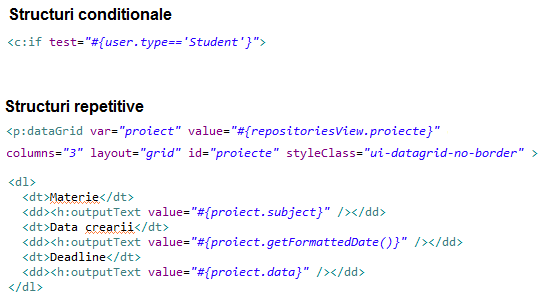 Structuri conditionale
<c:if test="#{user.type=='Student'}">
Structuri repetitive
<p:dataGrid var="proiect" value="#{repositoriesView.proiecte}"
columns="3" layout="grid" id="proiecte" styleClass="ui-datagrid-no-border" >
<dl>
<dt>Materie</dt>
<dd><h:outputText value="#{proiect.subject}" /></dd>
<dt>Data crearii</dt>
<dd><h:outputText value="#{proiect.getFormattedDate()}" /></dd>
<dt>Deadline</dt>
<dd><h:outputText value="#{proiect.data}" /></dd>
</dl>